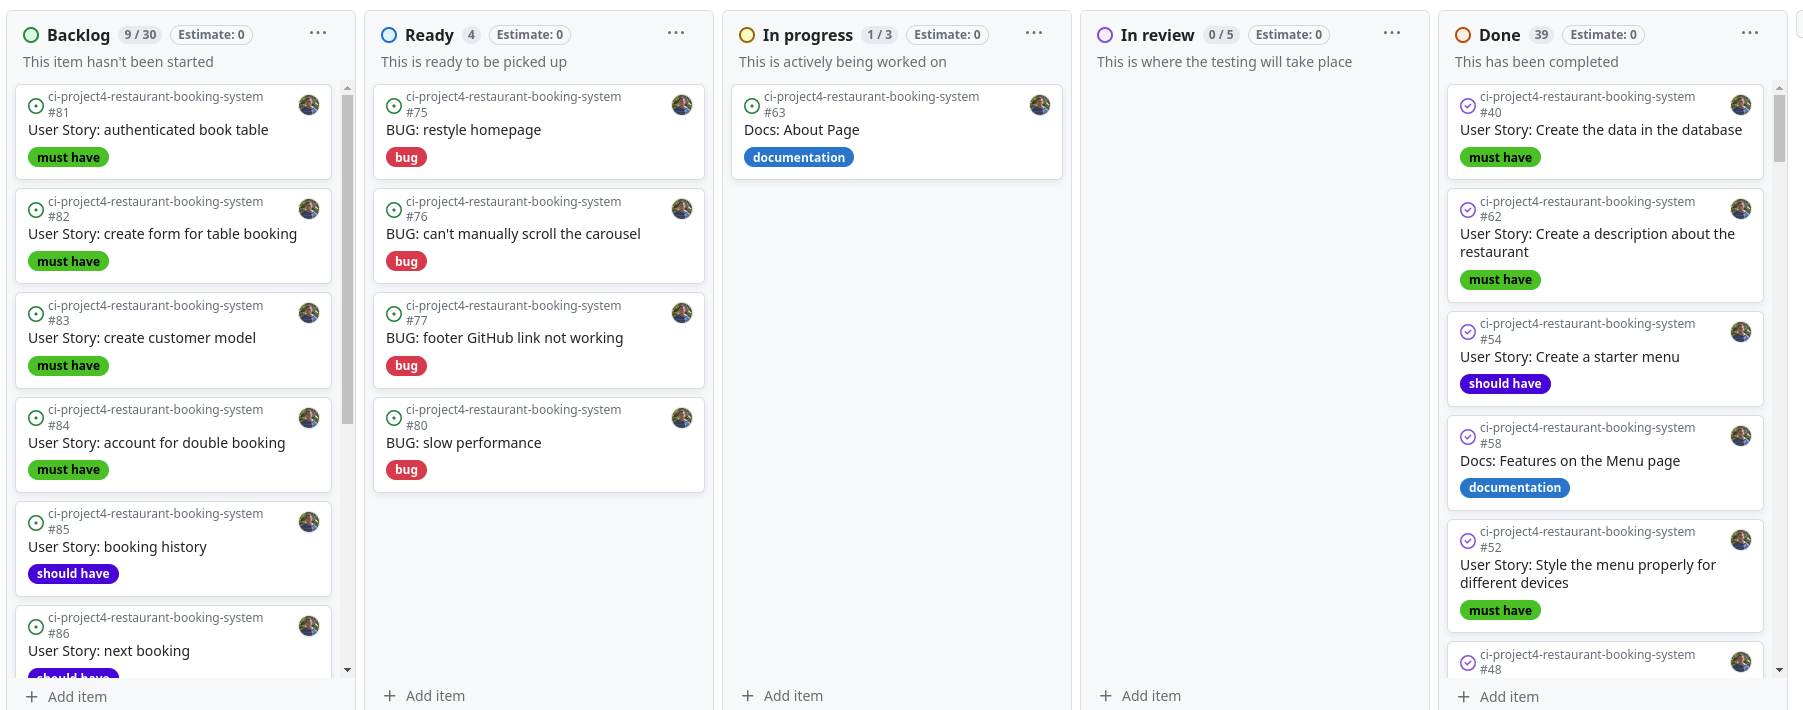 Backlog 9 / 30 Estimate: 0
This item hasn't been started
ci-project4-restaurant-booking-system
#81
User Story: authenticated book table
must have
ci-project4-restaurant-booking-system
#82
User Story: create form for table booking
must have
ci-project4-restaurant-booking-system
#83
User Story: create customer model
must have
ci-project4-restaurant-booking-system
#84
User Story: account for double booking
must have
ci-project4-restaurant-booking-system
#85
User Story: booking history
should have
ci-project4-restaurant-booking-system
#86
User Story: next booking
should have
Add item
Ready 4 Estimate: 0
This is ready to be picked up
ci-project4-restaurant-booking-system
#75
BUG: restyle homepage
bug
ci-project4-restaurant-booking-system
#76
BUG: can't manually scroll the carousel
bug
ci-project4-restaurant-booking-system
#77
BUG: footer GitHub link not working
bug
ci-project4-restaurant-booking-system
#80
BUG: slow performance
bug
Add item
In progress 1 / 3 Estimate: 0
This is actively being worked on
ci-project4-restaurant-booking-system
#63
Docs: About Page
documentation
Add item
In review 0 / 5 Estimate: 0
This is where the testing will take place
Add item
Done 39 Estimate: 0
This has been completed
ci-project4-restaurant-booking-system
#40
User Story: Create the data in the database
must have
ci-project4-restaurant-booking-system
#62
User Story: Create a description about the
restaurant
must have
ci-project4-restaurant-booking-system
#54
User Story: Create a starter menu
should have
ci-project4-restaurant-booking-system
#58
Docs: Features on the Menu page
documentation
ci-project4-restaurant-booking-system
#52
User Story: Style the menu properly for
different devices
must have
ci-project4-restaurant-booking-system
#48
Add item